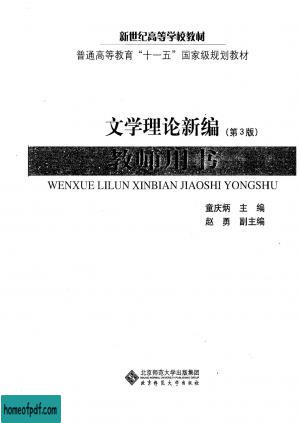 新世纪高等学校教材
普通高等教育“十一五”国家级规划教材
文学理论新编（第3版）
教师用书
WENXUE LILUN XINBIAN JIAOSHI YONGSHU
童庆炳 主 编
赵 勇 副主编
北京师范大学出版集团
北京师范大学出版社
homeofpdf.com